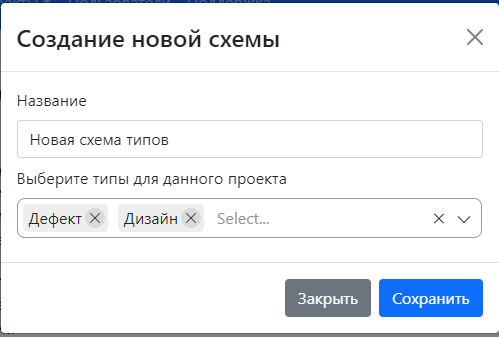 Создание новой схемы
Название
Новая схема типов
Выберите типы для данного проекта
Дефект Дизайн Select...
Закрыть Сохранить